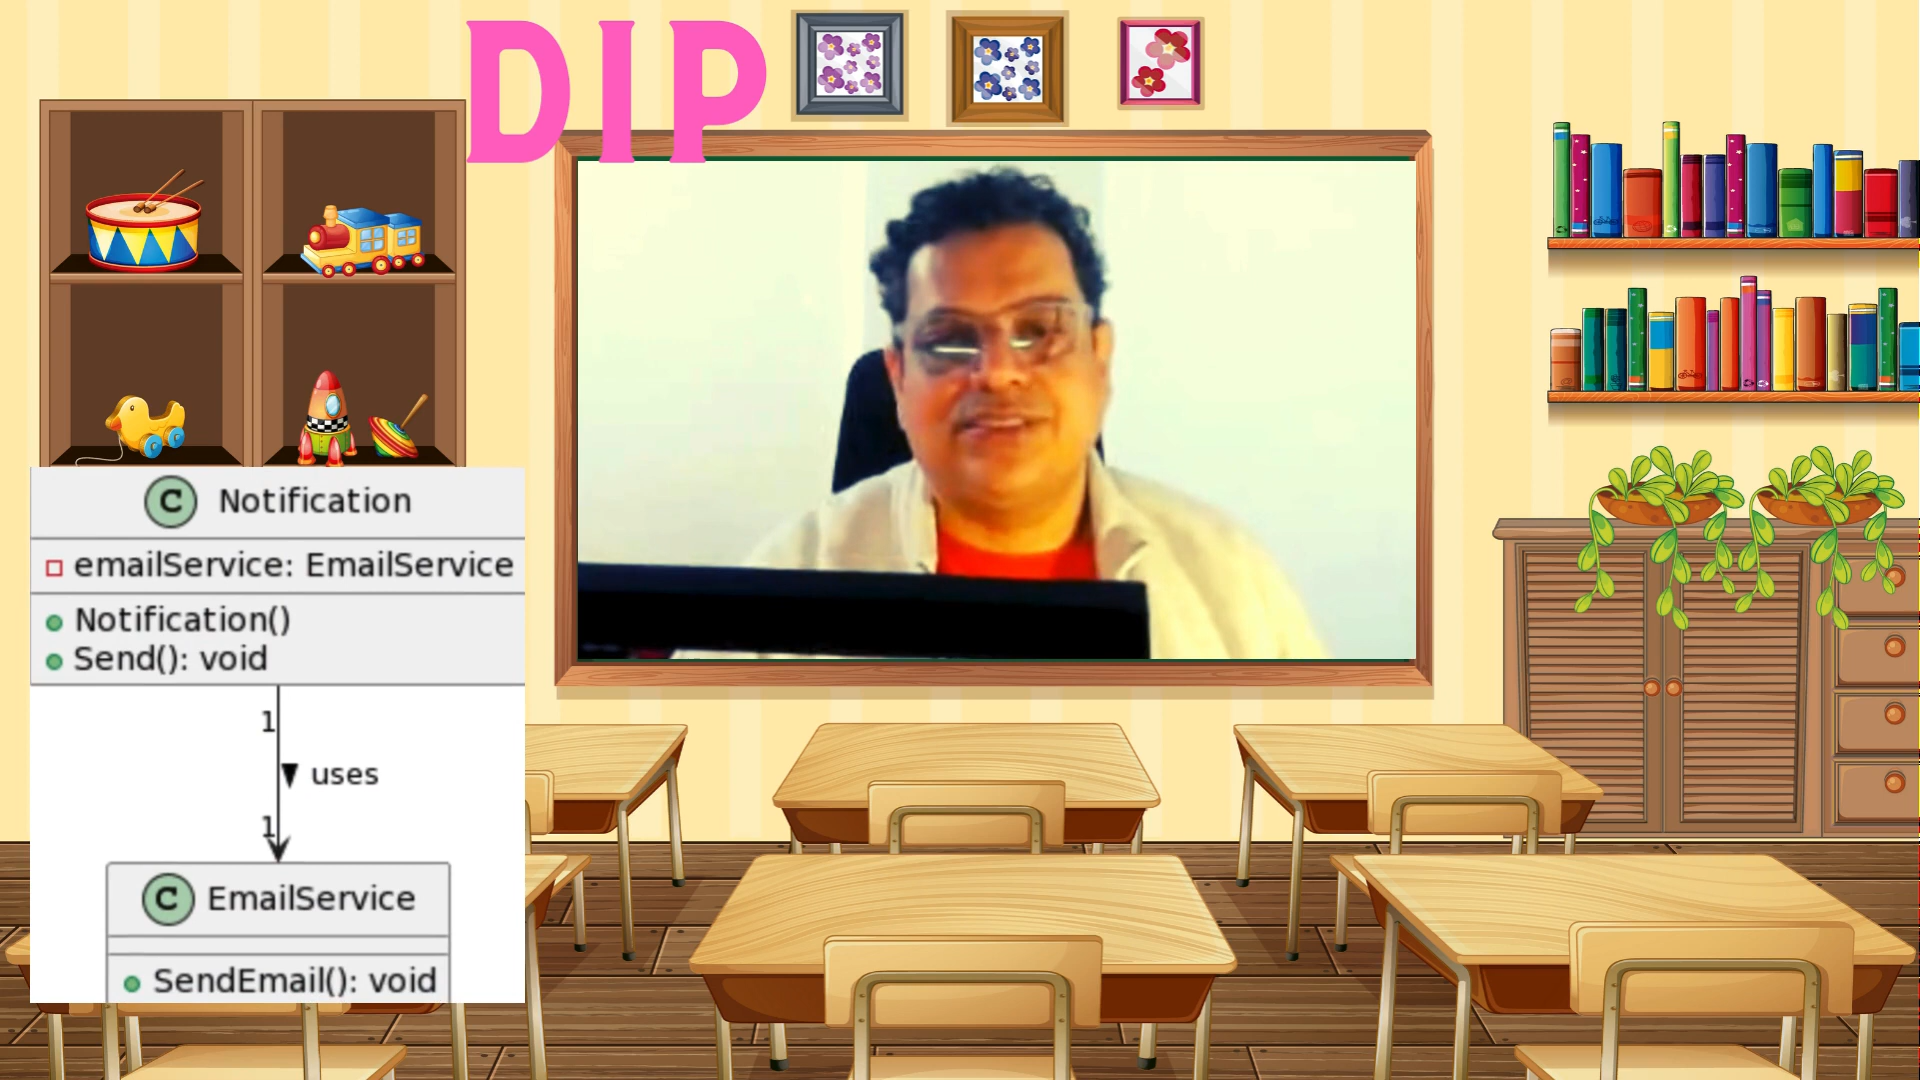 DIP
C Notification
emailService: EmailService
Notification()
Send(): void
1
uses
1
C EmailService
SendEmail(): void